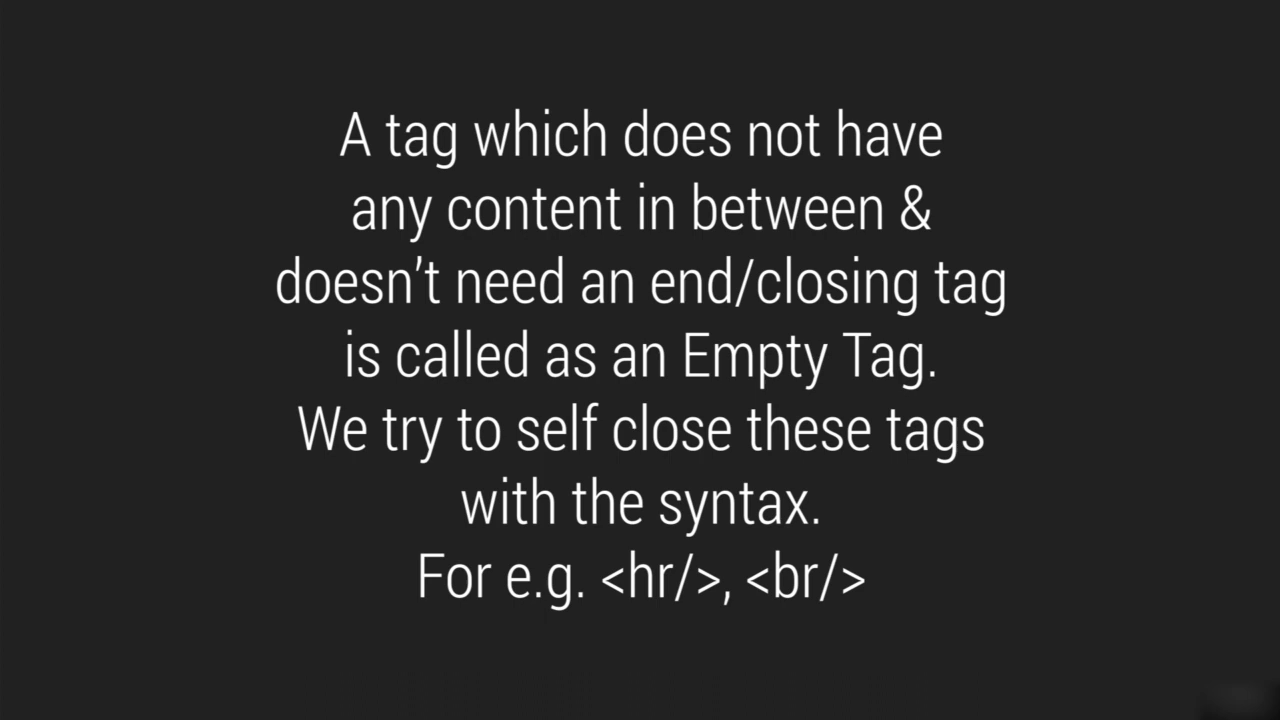 A tag which does not have
any content in between &
doesn’t need an end/closing tag
is called as an Empty Tag.
We try to self close these tags
with the syntax.
For e.g. <hr/>, <br/>